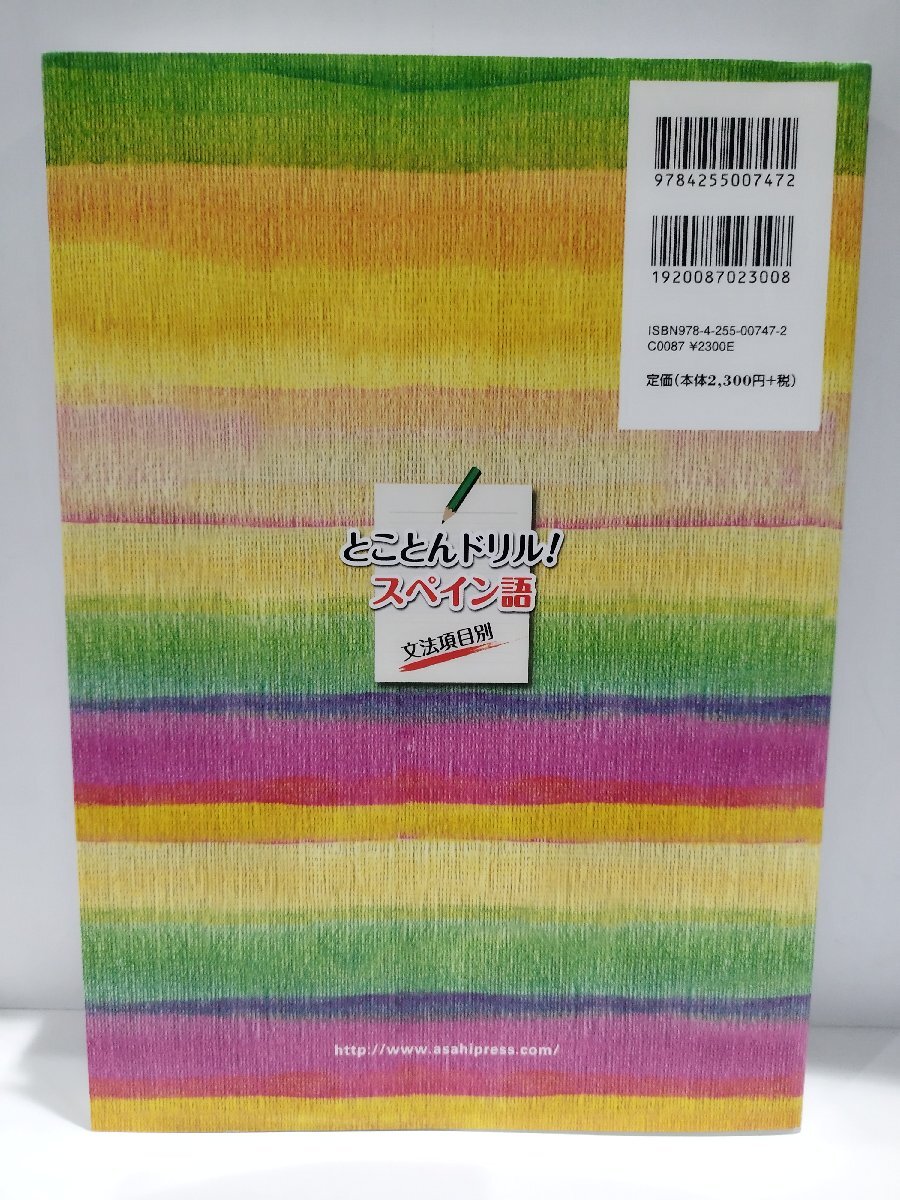 9784255007472
1920087023008
ISBN978-4-255-00747-2
C0087 ¥2300E
定価(本体2,300円+税)
とことんドリル!
スペイン語
文法項目別
http://www.asahipress.com/